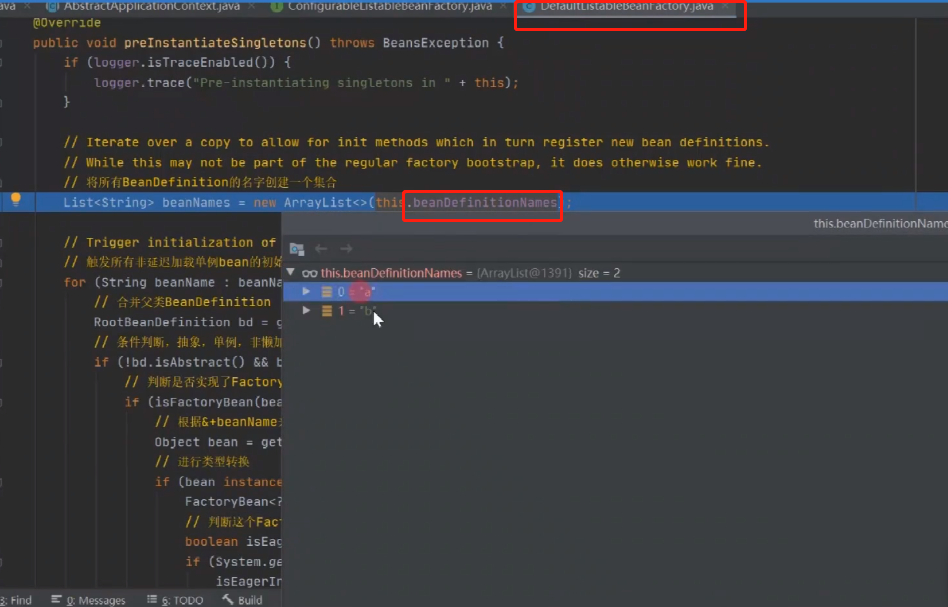 ava AbstractApplicationContext.java ConfigurableListableBeanFactory.java DefaultListableBeanFactory.java
@Override
public void preInstantiateSingletons() throws BeansException {
if (logger.isTraceEnabled()) {
logger.trace("Pre-instantiating singletons in " + this);
}
// Iterate over a copy to allow for init methods which in turn register new bean definitions.
// While this may not be part of the regular factory bootstrap, it does otherwise work fine.
// 将所有BeanDefinition的名字创建一个集合
List<String> beanNames = new ArrayList<>(this.beanDefinitionNames);
this.beanDefinitionName
// Trigger initialization of
// 触发所有非延迟加载单例bean的初始
this.beanDefinitionNames = {ArrayList@1391} size = 2
for (String beanName : beanNa
0 = "a"
// 合并父类BeanDefinition
1 = "b"
RootBeanDefinition bd = g
// 条件判断，抽象，单例，非懒加
if (!bd.isAbstract() && b
// 判断是否实现了Factory
if (isFactoryBean(bea
// 根据&+beanName来
Object bean = get
// 进行类型转换
if (bean instance
FactoryBean<?
// 判断这个Fac
boolean isEag
if (System.ge
isEagerIn
3: Find 0: Messages 6: TODO Build